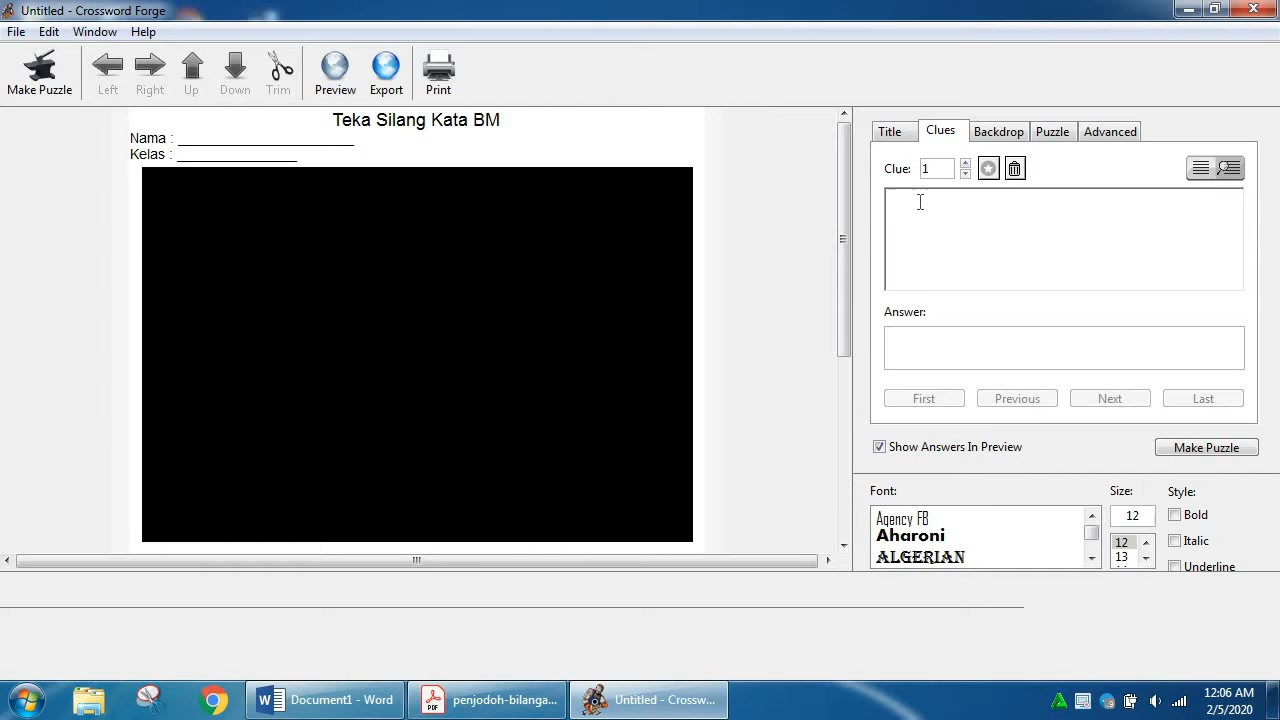 Untitled - Crossword Forge
File Edit Window Help
Make Puzzle Left Right Up Down Trim Preview Export Print
Teka Silang Kata BM
Nama : ______________________
Kelas : _______________
Title Clues Backdrop Puzzle Advanced
Clue: 1
Answer:
First Previous Next Last
Show Answers In Preview Make Puzzle
Font: Size: Style:
Agency FB 12 Bold
Aharoni 12 Italic
ALGERIAN 13 Underline
Document1 - Word penjodoh-bilanga... Untitled - Crossw...
PDF
12:06 AM
2/5/2020